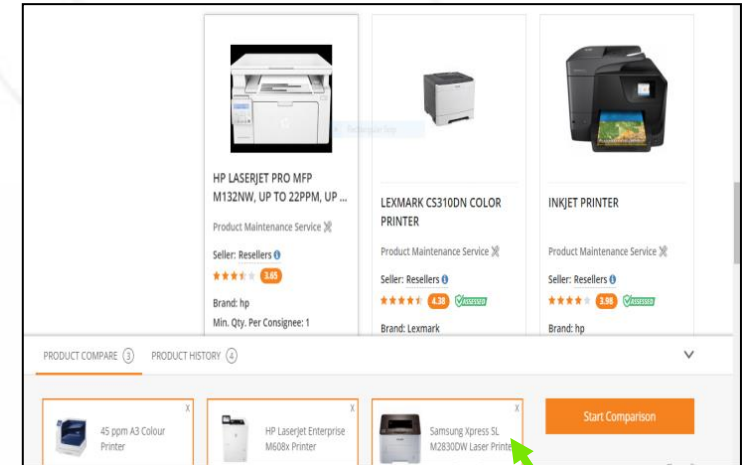 HP LASERJET PRO MFP
M132NW, UP TO 22PPM, UP ...
Product Maintenance Service
Seller: Resellers
3.65
Brand: hp
Min. Qty. Per Consignee: 1
LEXMARK CS310DN COLOR
PRINTER
Product Maintenance Service
Seller: Resellers
4.38 ASSESSED
Brand: Lexmark
INKJET PRINTER
Product Maintenance Service
Seller: Resellers
3.98 ASSESSED
Brand: hp
PRODUCT COMPARE 3 PRODUCT HISTORY 4
X
45 ppm A3 Colour
Printer
X
HP Laserjet Enterprise
M608x Printer
X
Samsung Xpress SL
M2830DW Laser Printer
Start Comparison